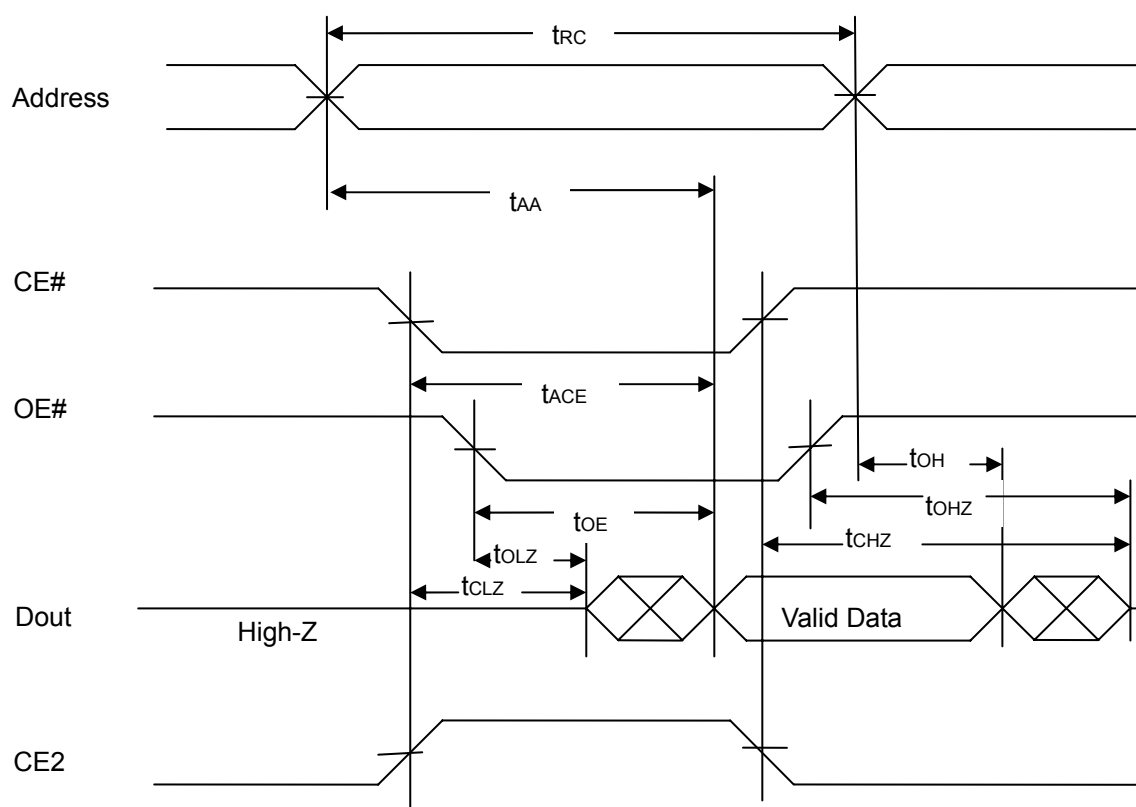 tRC
Address
tAA
CE#
tACE
OE#
tOH
tOHZ
tOE
tCHZ
tOLZ
tCLZ
Dout
High-Z
Valid Data
CE2